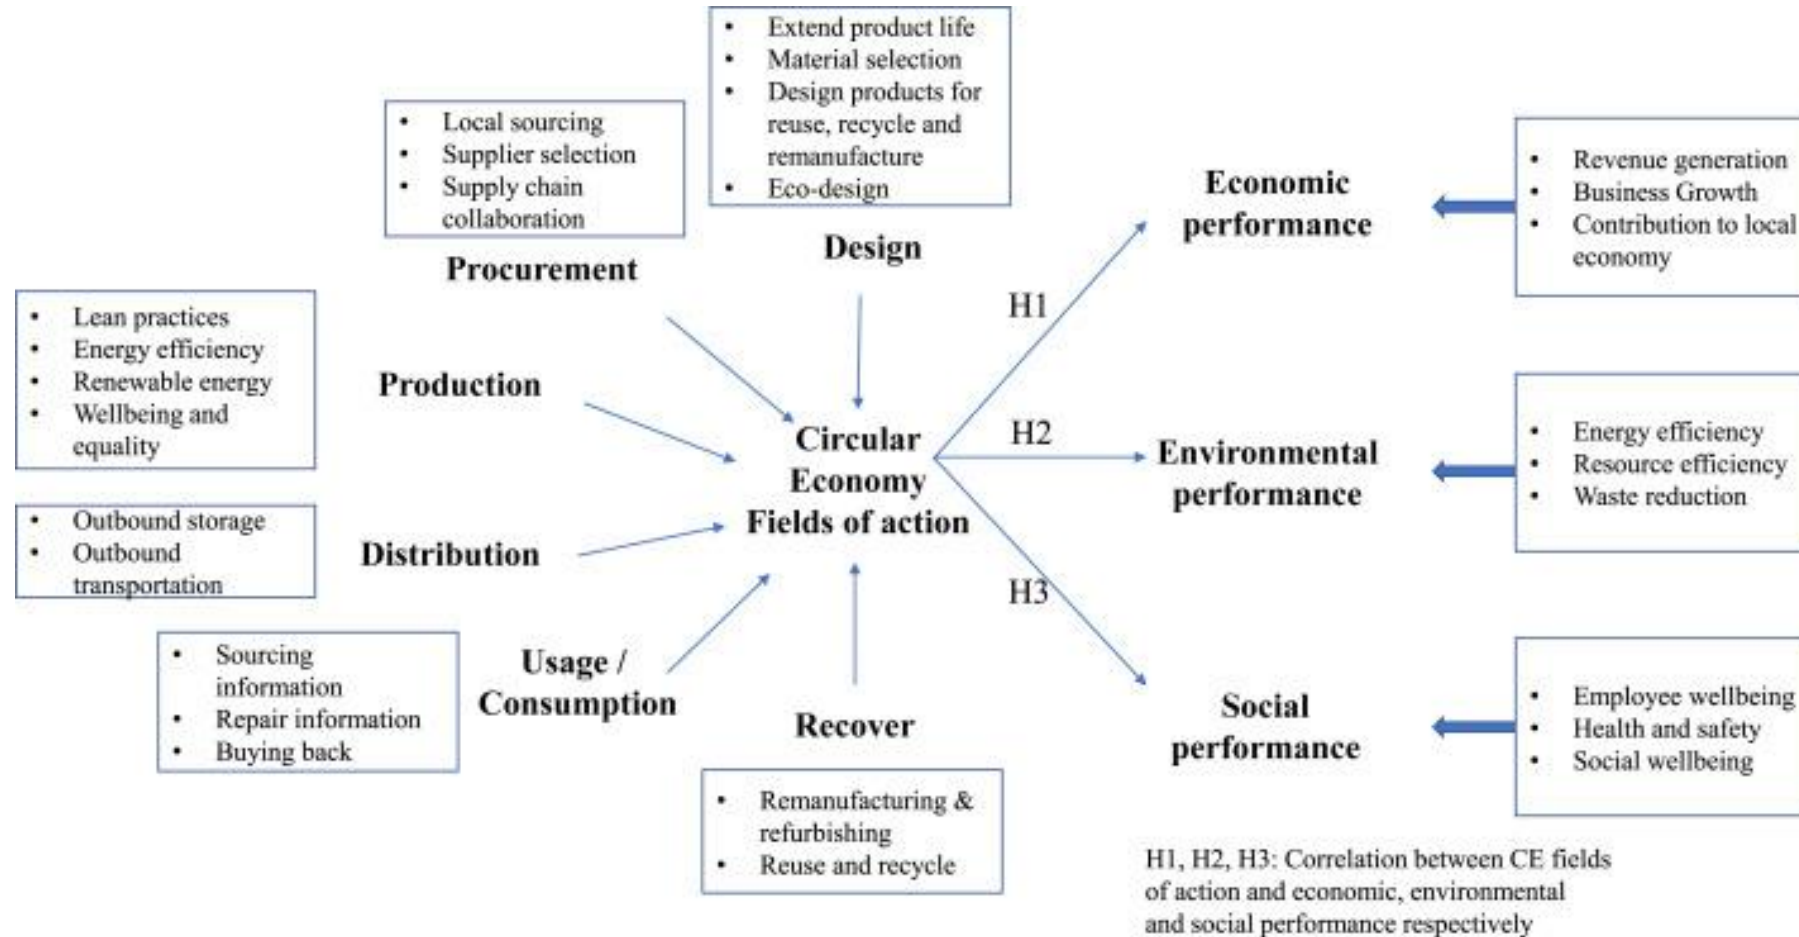 • Extend product life
• Material selection
• Design products for
reuse, recycle and
remanufacture
• Eco-design
Design
• Local sourcing
• Supplier selection
• Supply chain
collaboration
Procurement
• Lean practices
• Energy efficiency
• Renewable energy
• Wellbeing and
equality
Production
• Outbound storage
• Outbound
transportation
Distribution
• Sourcing
information
• Repair information
• Buying back
Usage /
Consumption
Recover
• Remanufacturing &
refurbishing
• Reuse and recycle
Circular
Economy
Fields of action
H1
H2
H3
Economic
performance
• Revenue generation
• Business Growth
• Contribution to local
economy
Environmental
performance
• Energy efficiency
• Resource efficiency
• Waste reduction
Social
performance
• Employee wellbeing
• Health and safety
• Social wellbeing
H1, H2, H3: Correlation between CE fields
of action and economic, environmental
and social performance respectively